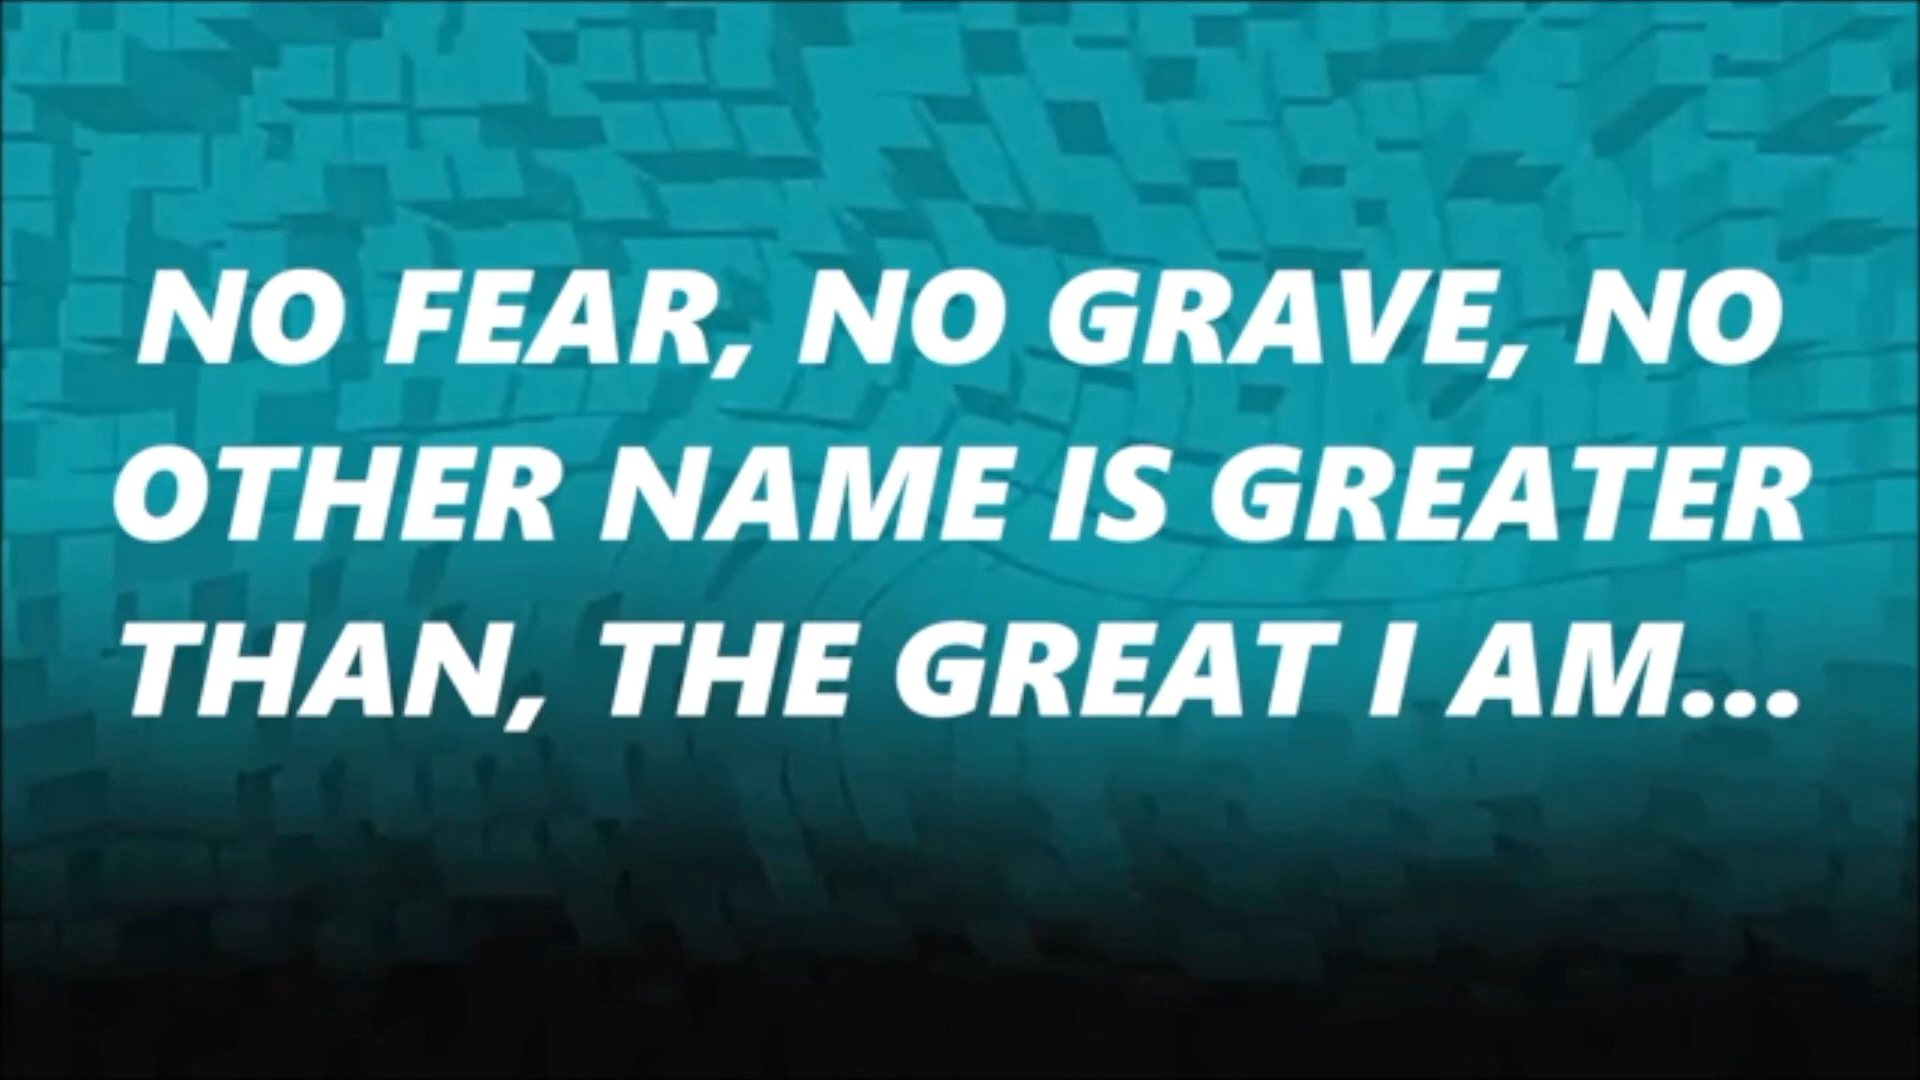 NO FEAR, NO GRAVE, NO
OTHER NAME IS GREATER
THAN, THE GREAT I AM...